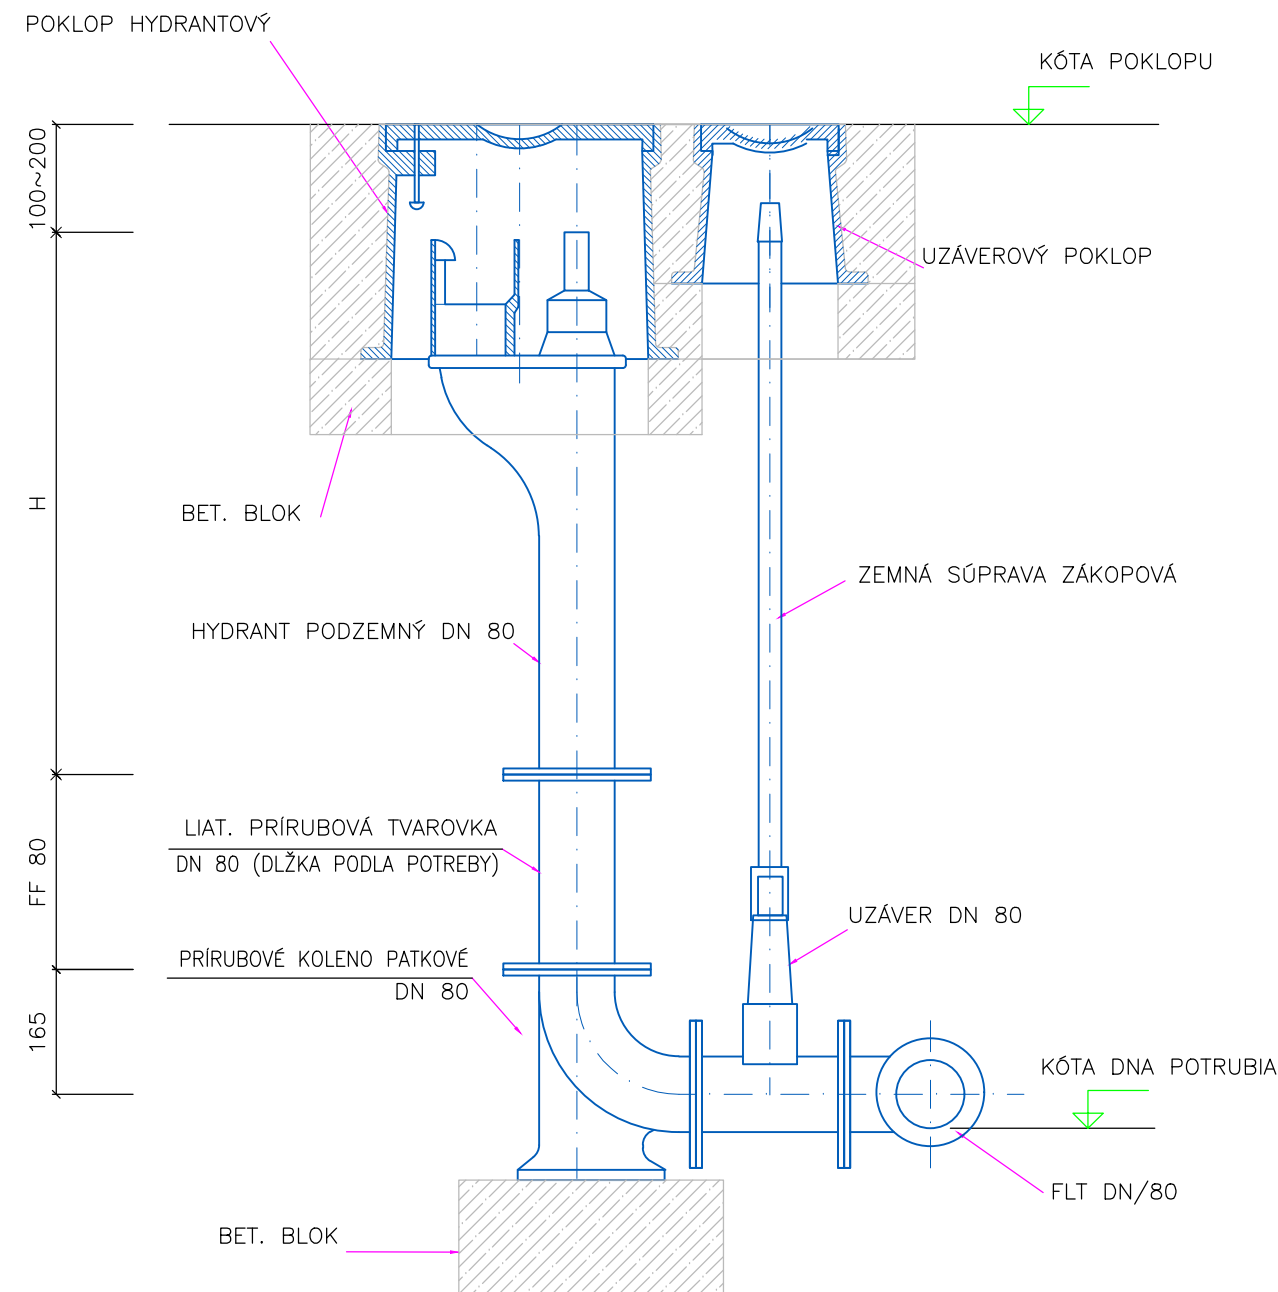 POKLOP HYDRANTOVÝ
KÓTA POKLOPU
100~200
UZÁVEROVÝ POKLOP
H
BET. BLOK
ZEMNÁ SÚPRAVA ZÁKOPOVÁ
HYDRANT PODZEMNÝ DN 80
LIAT. PRÍRUBOVÁ TVAROVKA
DN 80 (DLŽKA PODLA POTREBY)
FF 80
UZÁVER DN 80
PRÍRUBOVÉ KOLENO PATKOVÉ
DN 80
165
KÓTA DNA POTRUBIA
FLT DN/80
BET. BLOK